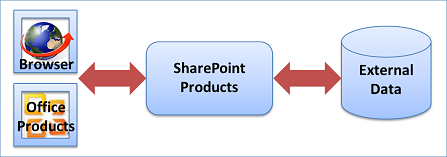 Browser
Office
Products
SharePoint
Products
External
Data